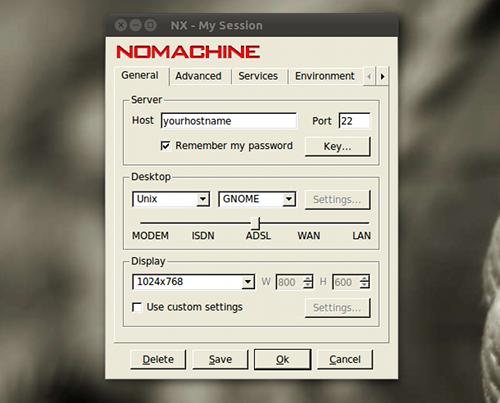 NX - My Session
NOMACHINE
General Advanced Services Environment
Server
Host yourhostname Port 22
Remember my password Key...
Desktop
Unix GNOME Settings...
MODEM ISDN ADSL WAN LAN
Display
1024x768 W 800 H 600
Use custom settings Settings...
Delete Save Ok Cancel